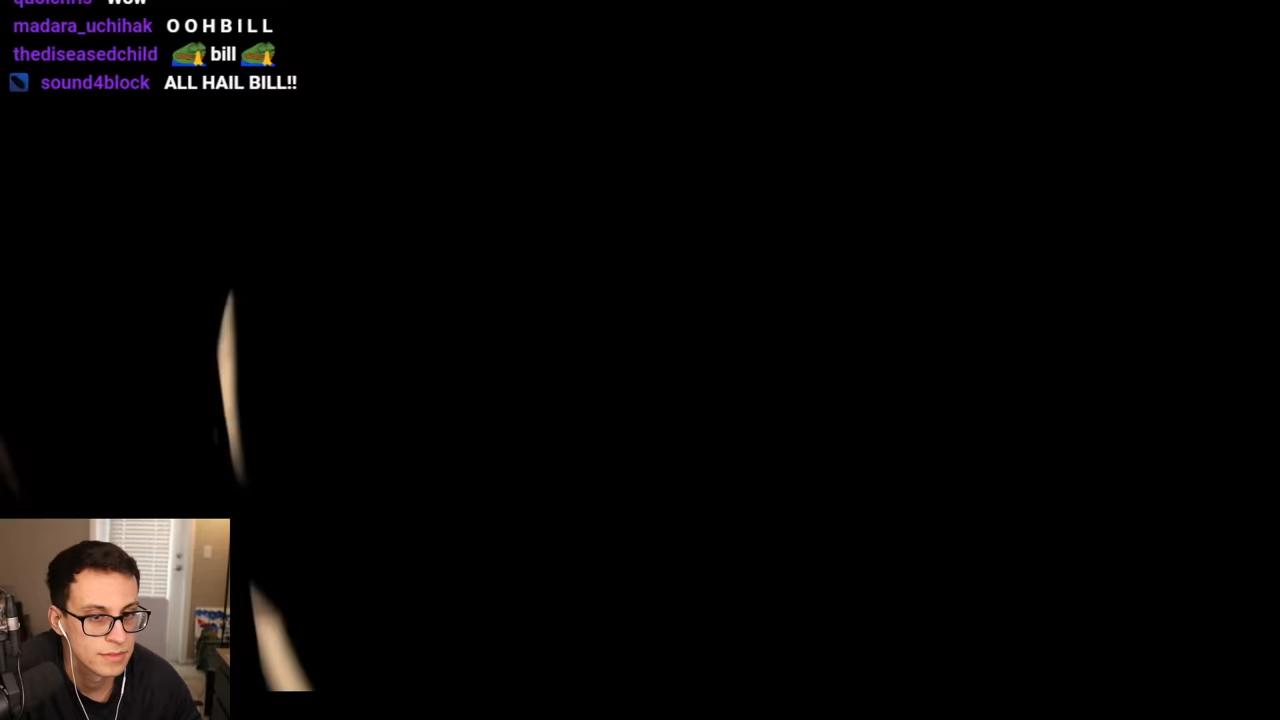 madara_uchihak O O H B I L L
thediseasedchild bill
sound4block ALL HAIL BILL!!